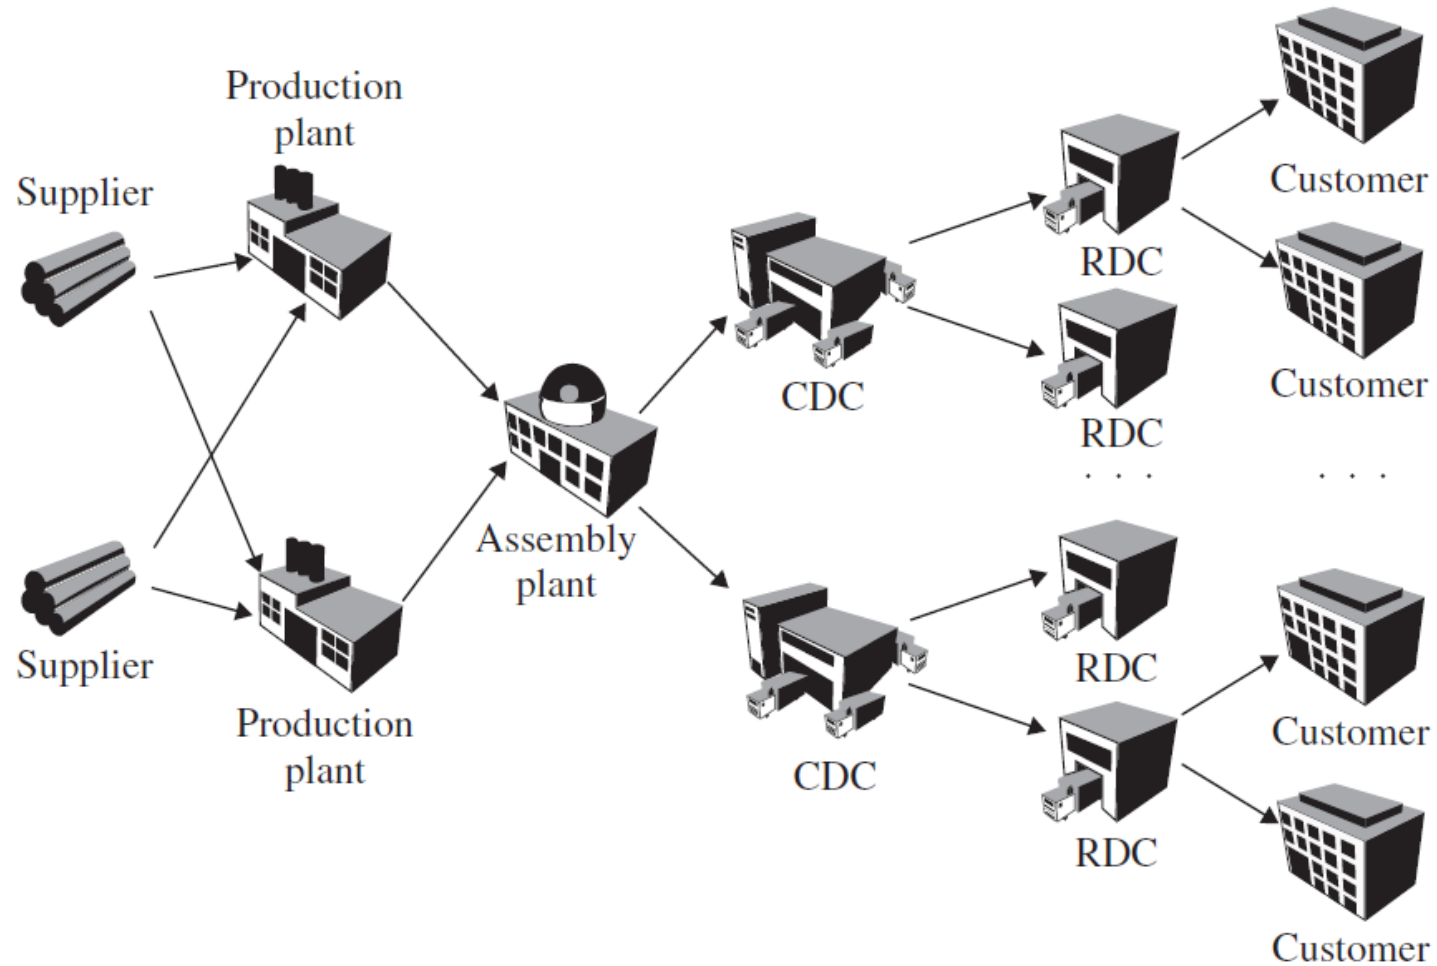 Production
plant
Supplier
Customer
RDC
Customer
CDC
RDC
. . .
. . .
Assembly
plant
Supplier
RDC
Production
plant
Customer
CDC
RDC
Customer